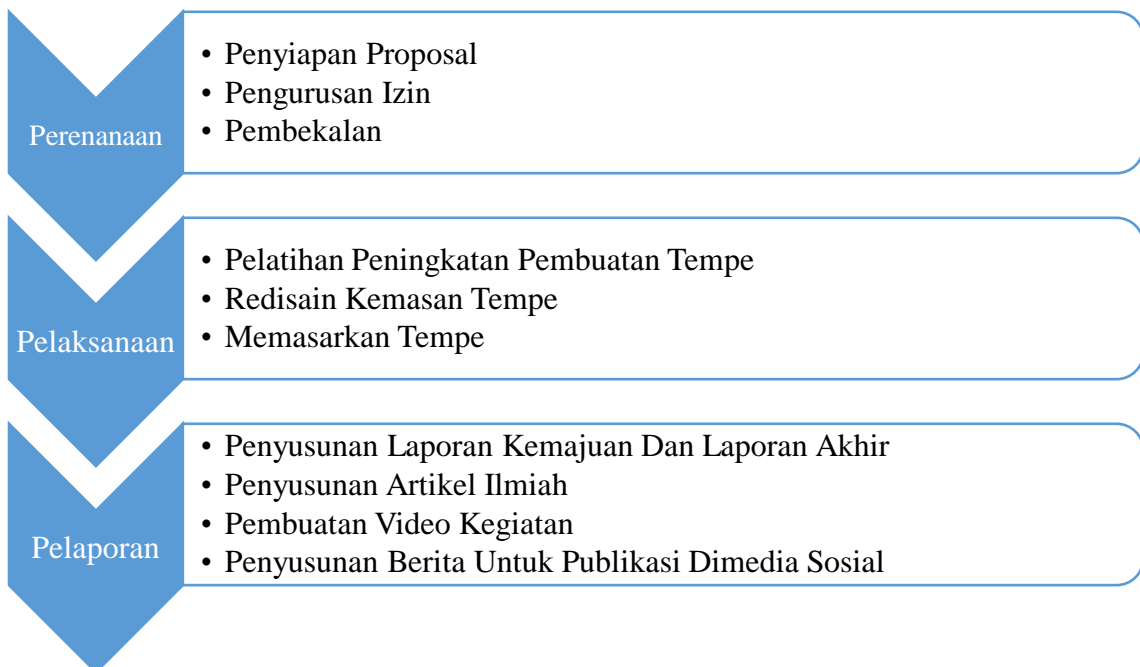 Perenanaan
• Penyiapan Proposal
• Pengurusan Izin
• Pembekalan
Pelaksanaan
• Pelatihan Peningkatan Pembuatan Tempe
• Redisain Kemasan Tempe
• Memasarkan Tempe
Pelaporan
• Penyusunan Laporan Kemajuan Dan Laporan Akhir
• Penyusunan Artikel Ilmiah
• Pembuatan Video Kegiatan
• Penyusunan Berita Untuk Publikasi Dimedia Sosial